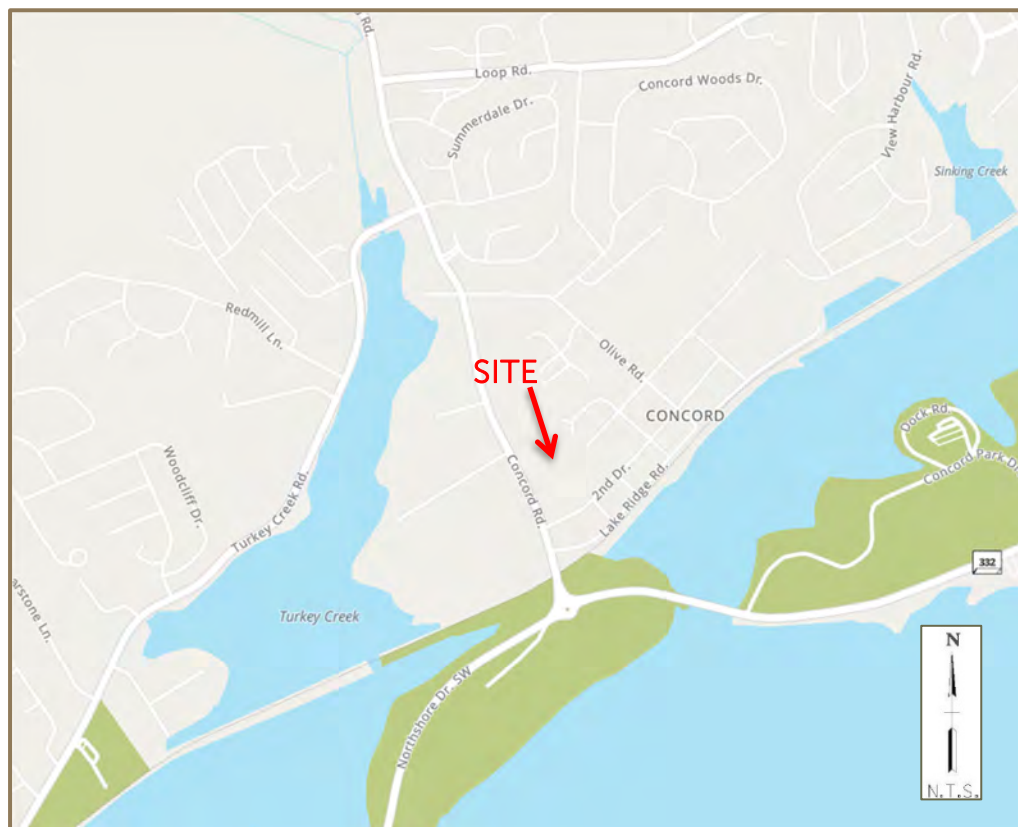 Loop Rd.
Concord Woods Dr.
Summerdale Dr.
View Harbour Rd.
Sinking Creek
Redmill Ln.
Olive Rd.
SITE
CONCORD
Dock Rd.
Concord Park Dr
Woodcliff Dr.
Concord Rd.
2nd Dr.
Lake Ridge Rd.
Turkey Creek Rd.
332
erstone Ln.
Turkey Creek
N
Northshore Dr. SW
N.T.S.